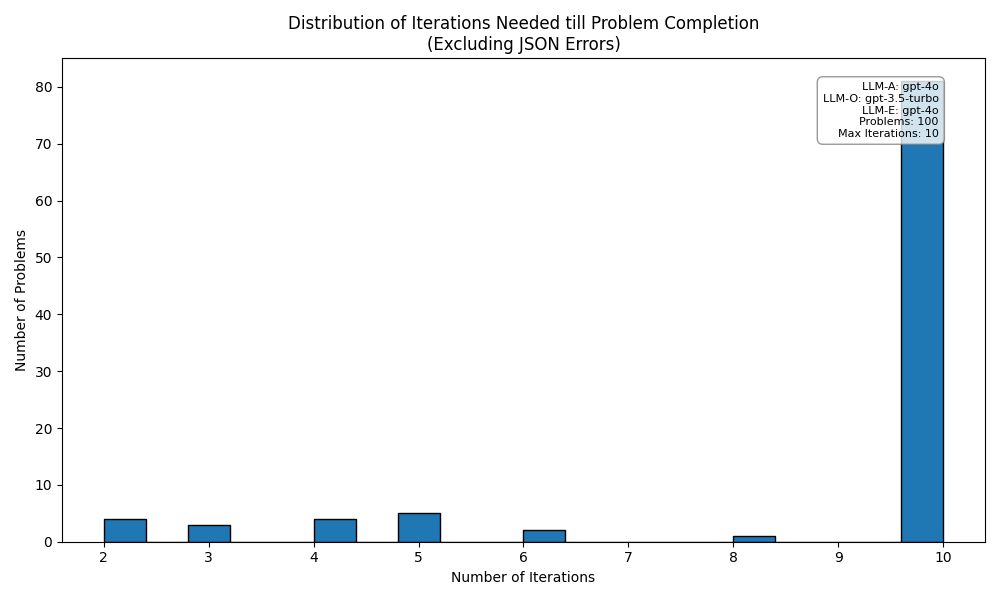 Distribution of Iterations Needed till Problem Completion
(Excluding JSON Errors)
LLM-A: gpt-4o
LLM-O: gpt-3.5-turbo
LLM-E: gpt-4o
Problems: 100
Max Iterations: 10
Number of Problems
80
70
60
50
40
30
20
10
0
2 3 4 5 6 7 8 9 10
Number of Iterations